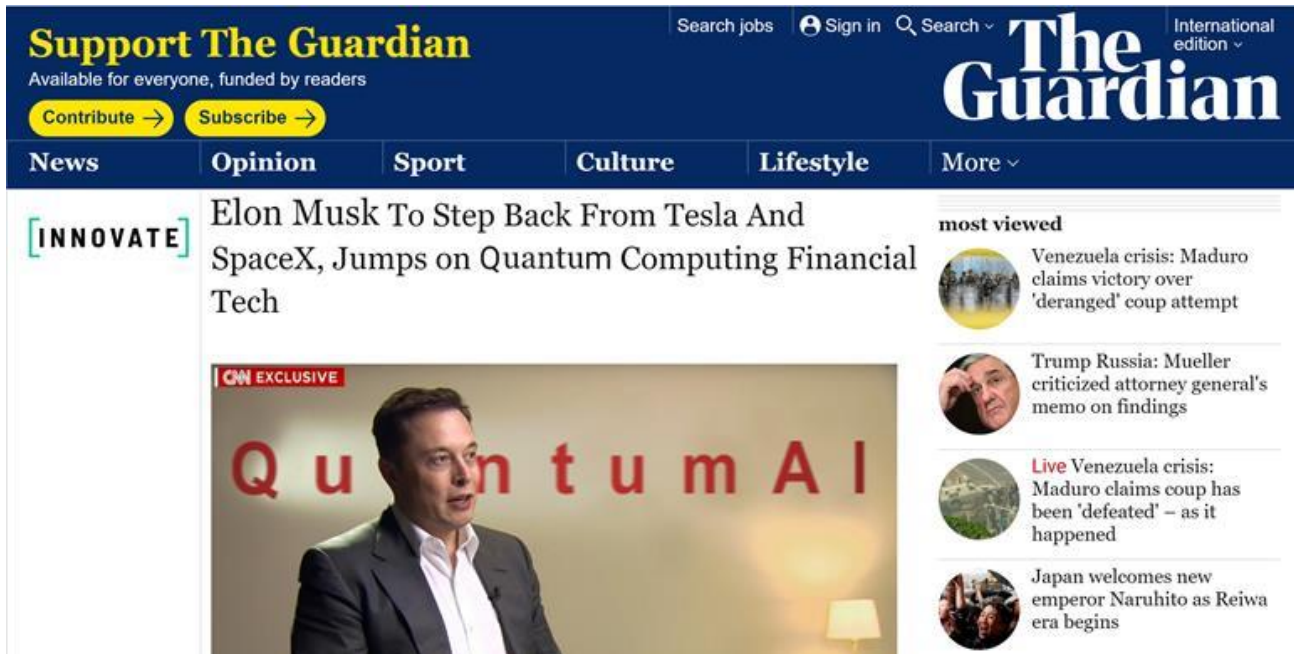 Support The Guardian
Available for everyone, funded by readers
Contribute →
Subscribe →
Search jobs
Sign in
Search
The Guardian
International edition
News
Opinion
Sport
Culture
Lifestyle
More
[INNOVATE]
Elon Musk To Step Back From Tesla And
SpaceX, Jumps on Quantum Computing Financial
Tech
CNN EXCLUSIVE
Qu ntumAI
most viewed
Venezuela crisis: Maduro
claims victory over
'deranged' coup attempt
Trump Russia: Mueller
criticized attorney general's
memo on findings
Live Venezuela crisis:
Maduro claims coup has
been 'defeated' – as it
happened
Japan welcomes new
emperor Naruhito as Reiwa
era begins